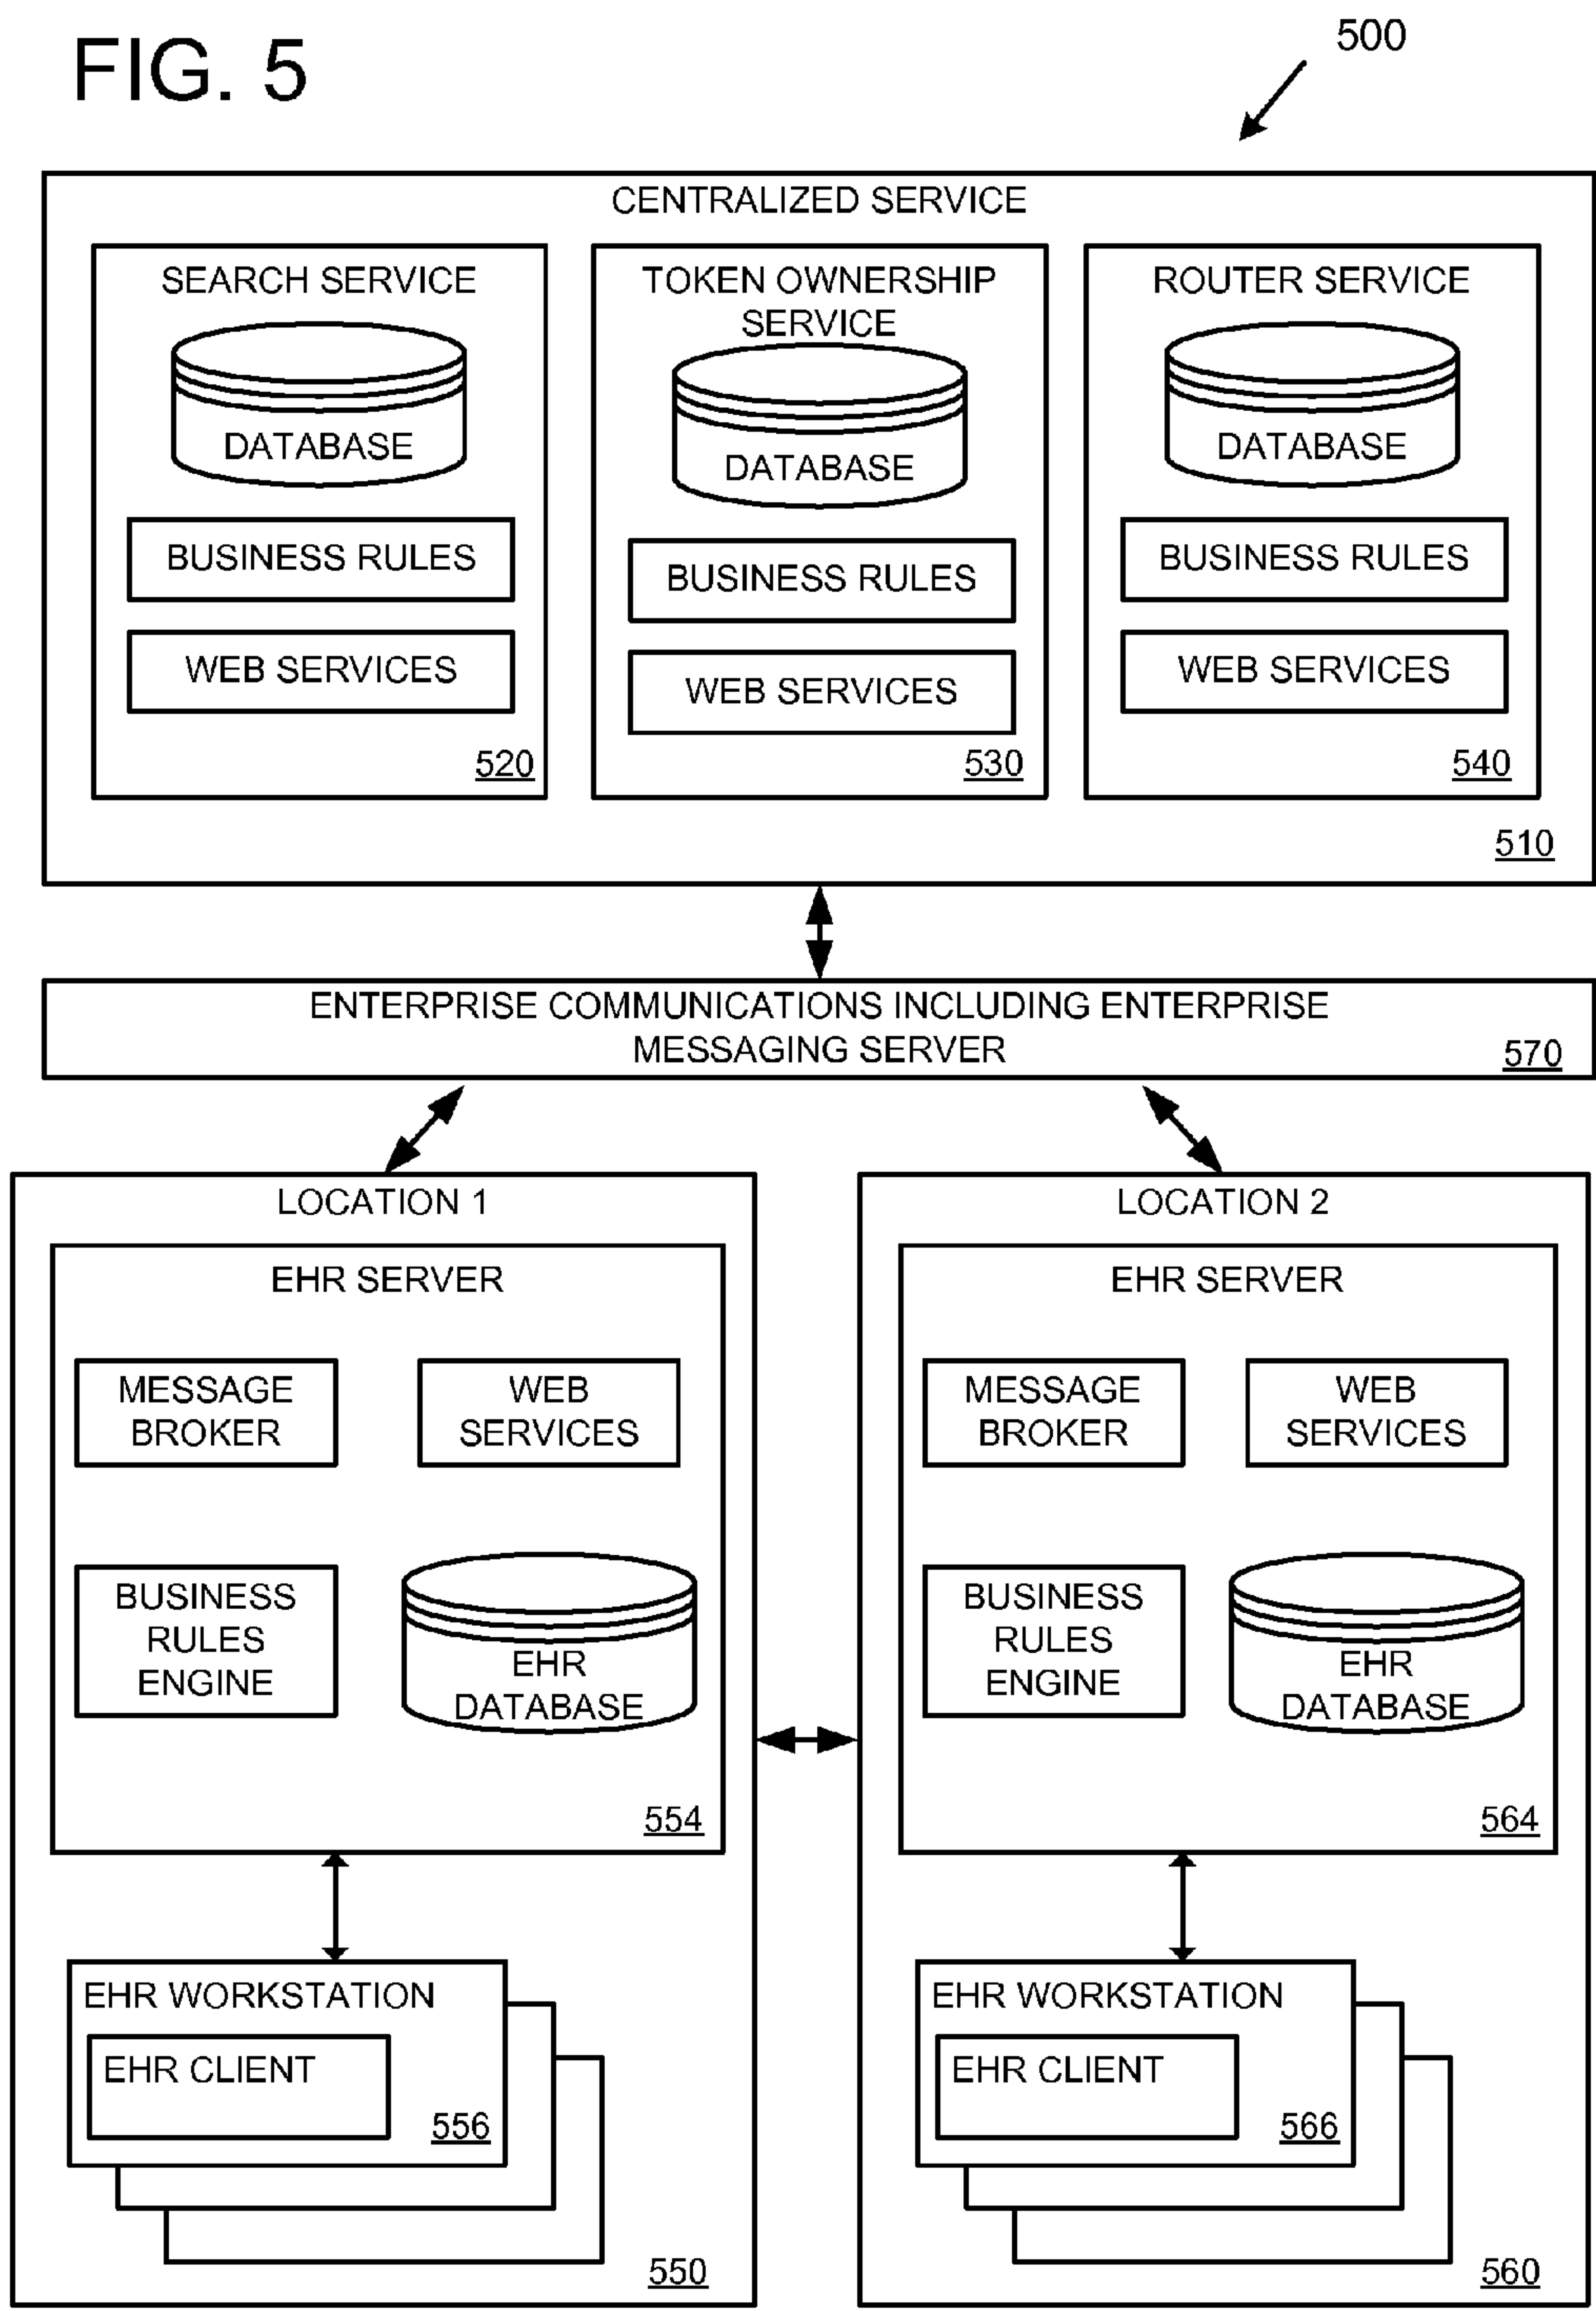 FIG. 5
500
CENTRALIZED SERVICE
SEARCH SERVICE
DATABASE
BUSINESS RULES
WEB SERVICES
520
TOKEN OWNERSHIP
SERVICE
DATABASE
BUSINESS RULES
WEB SERVICES
530
ROUTER SERVICE
DATABASE
BUSINESS RULES
WEB SERVICES
540
510
ENTERPRISE COMMUNICATIONS INCLUDING ENTERPRISE
MESSAGING SERVER
570
LOCATION 1
EHR SERVER
MESSAGE
BROKER
WEB
SERVICES
BUSINESS
RULES
ENGINE
EHR
DATABASE
554
EHR WORKSTATION
EHR CLIENT
556
550
LOCATION 2
EHR SERVER
MESSAGE
BROKER
WEB
SERVICES
BUSINESS
RULES
ENGINE
EHR
DATABASE
564
EHR WORKSTATION
EHR CLIENT
566
560